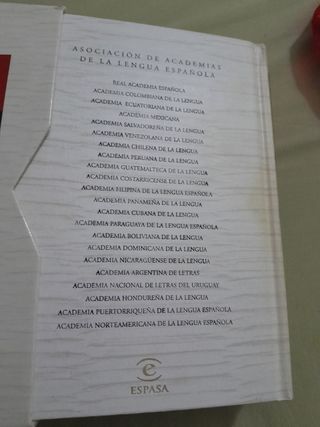 ASOCIACIÓN DE ACADEMIAS
DE LA LENGUA ESPAÑOLA
REAL ACADEMIA ESPAÑOLA
ACADEMIA COLOMBIANA DE LA LENGUA
ACADEMIA ECUATORIANA DE LA LENGUA
ACADEMIA MEXICANA
ACADEMIA SALVADOREÑA DE LA LENGUA
ACADEMIA VENEZOLANA DE LA LENGUA
ACADEMIA CHILENA DE LA LENGUA
ACADEMIA PERUANA DE LA LENGUA
ACADEMIA GUATEMALTECA DE LA LENGUA
ACADEMIA COSTARRICENSE DE LA LENGUA
ACADEMIA FILIPINA DE LA LENGUA ESPAÑOLA
ACADEMIA PANAMEÑA DE LA LENGUA
ACADEMIA CUBANA DE LA LENGUA
ACADEMIA PARAGUAYA DE LA LENGUA ESPAÑOLA
ACADEMIA BOLIVIANA DE LA LENGUA
ACADEMIA DOMINICANA DE LA LENGUA
ACADEMIA NICARAGÜENSE DE LA LENGUA
ACADEMIA ARGENTINA DE LETRAS
ACADEMIA NACIONAL DE LETRAS DEL URUGUAY
ACADEMIA HONDUREÑA DE LA LENGUA
ACADEMIA PUERTORRIQUEÑA DE LA LENGUA ESPAÑOLA
ACADEMIA NORTEAMERICANA DE LA LENGUA ESPAÑOLA
e
ESPASA